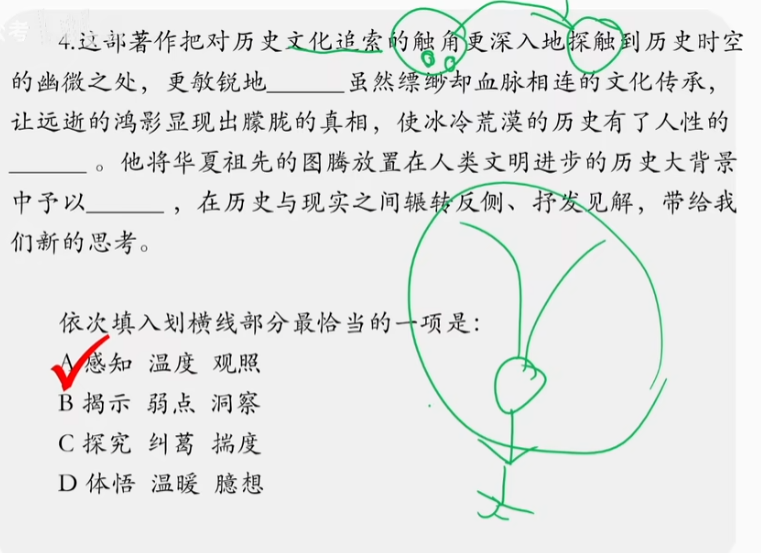 考
4.这部著作把对历史文化追索的触角更深入地探触到历史时空
的幽微之处，更敏锐地______虽然缥缈却血脉相连的文化传承，
让远逝的鸿影显现出朦胧的真相，使冰冷荒漠的历史有了人性的
______。他将华夏祖先的图腾放置在人类文明进步的历史大背景
中予以______，在历史与现实之间辗转反侧、抒发见解，带给我
们新的思考。
依次填入划横线部分最恰当的一项是：
A 感知 温度 观照
B 揭示 弱点 洞察
C 探究 纠葛 揣度
D 体悟 温暖 臆想